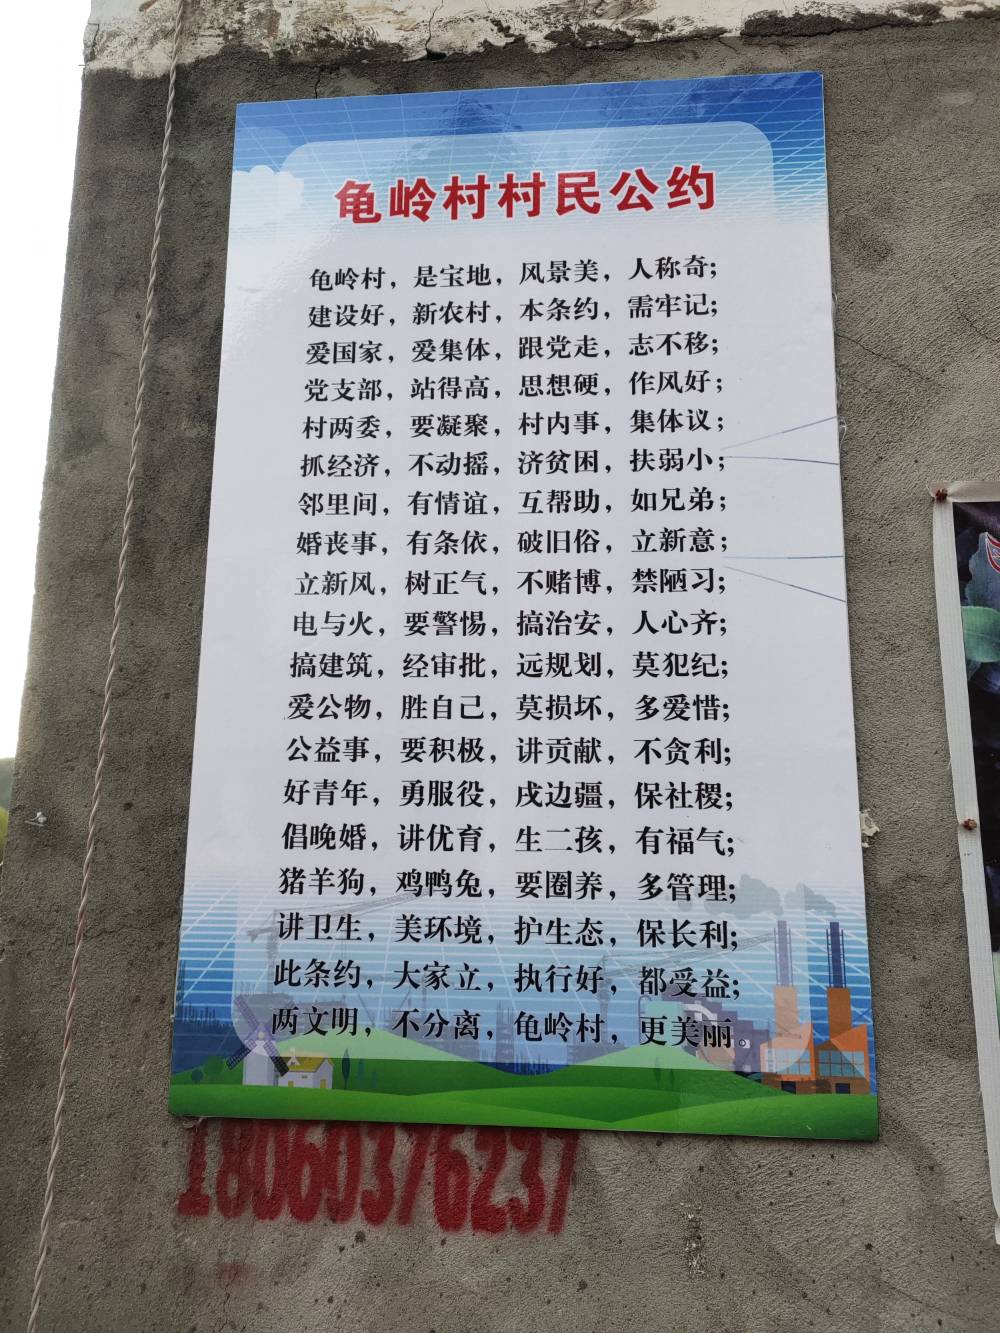 龟岭村村民公约
龟岭村，是宝地，风景美，人称奇；
建设好，新农村，本条约，需牢记；
爱国家，爱集体，跟党走，志不移；
党支部，站得高，思想硬，作风好；
村两委，要凝聚，村内事，集体议；
抓经济，不动摇，济贫困，扶弱小；
邻里间，有情谊，互帮助，如兄弟；
婚丧事，有条依，破旧俗，立新意；
立新风，树正气，不赌博，禁陋习；
电与火，要警惕，搞治安，人心齐；
搞建筑，经审批，远规划，莫犯纪；
爱公物，胜自己，莫损坏，多爱惜；
公益事，要积极，讲贡献，不贪利；
好青年，勇服役，戍边疆，保社稷；
倡晚婚，讲优育，生二孩，有福气；
猪羊狗，鸡鸭兔，要圈养，多管理；
讲卫生，美环境，护生态，保长利；
此条约，大家立，执行好，都受益；
两文明，不分离，龟岭村，更美丽。
18060376237